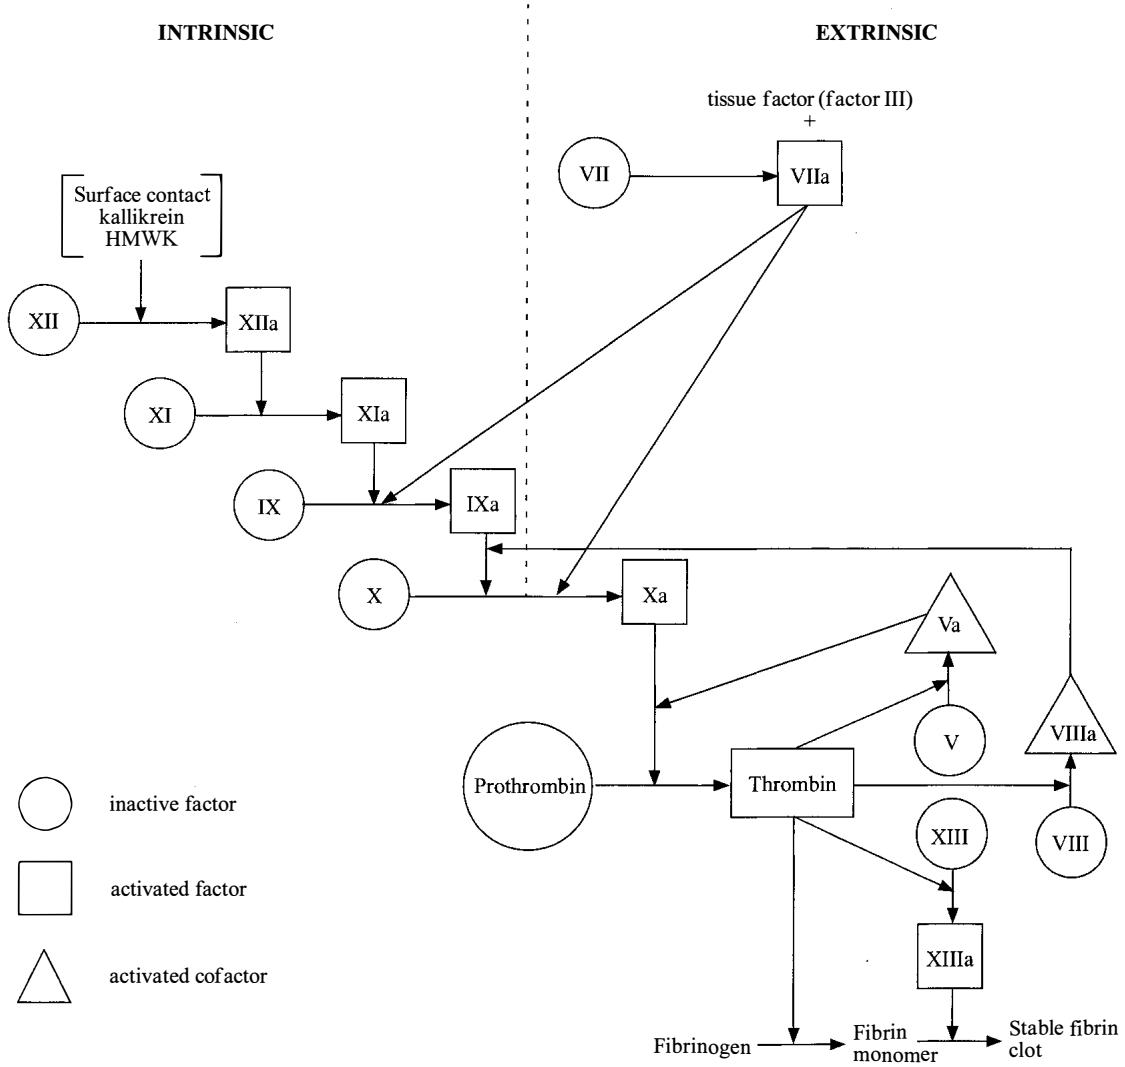 INTRINSIC
EXTRINSIC
tissue factor (factor III)
+
VII
VIIa
Surface contact
kallikrein
HMWK
XII
XIIa
XI
XIa
IX
IXa
X
Xa
Va
V
VIIIa
VIII
Prothrombin
Thrombin
XIII
XIIIa
inactive factor
activated factor
activated cofactor
Fibrinogen
Fibrin
monomer
Stable fibrin
clot